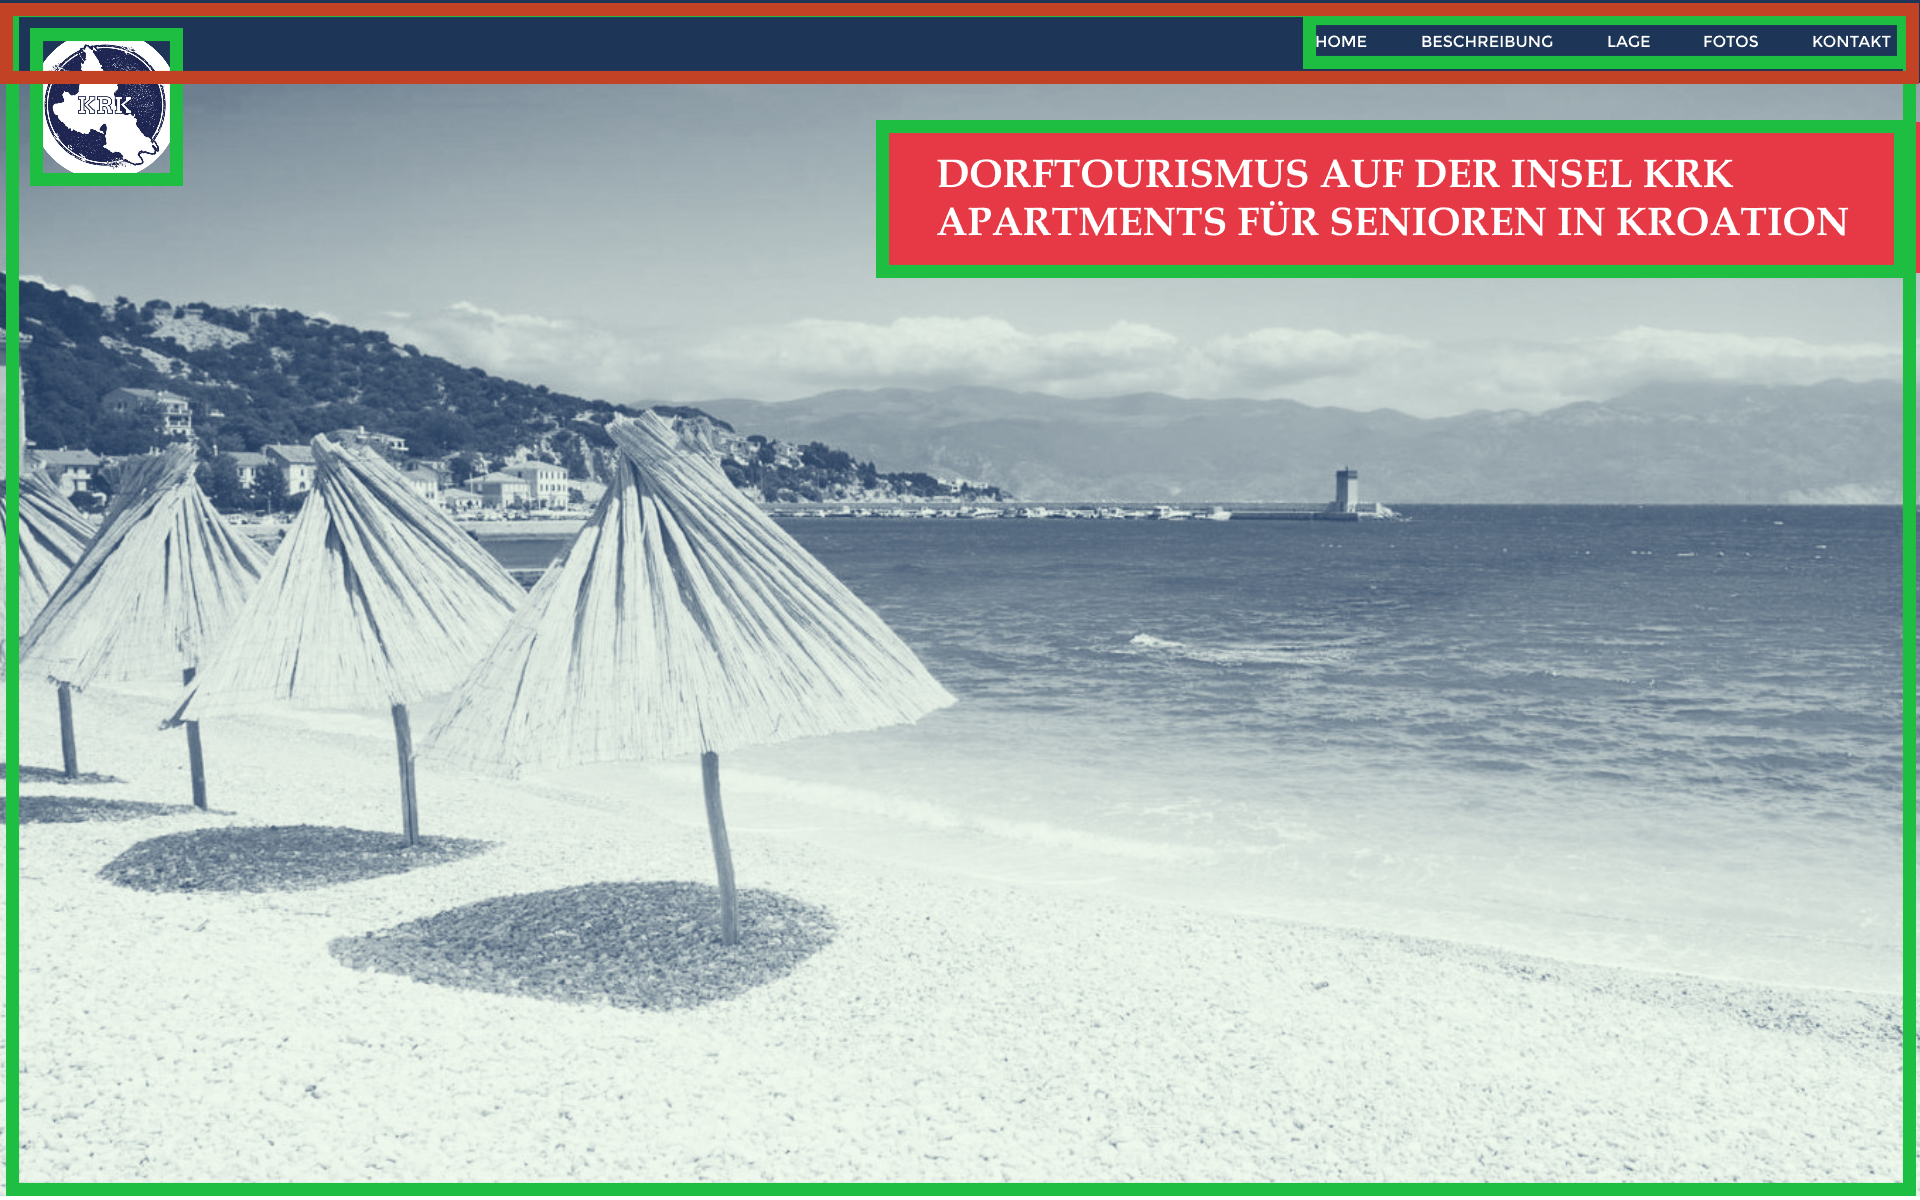 HOME BESCHREIBUNG LAGE FOTOS KONTAKT
KRK
DORFTOURISMUS AUF DER INSEL KRK
APARTMENTS FÜR SENIOREN IN KROATION